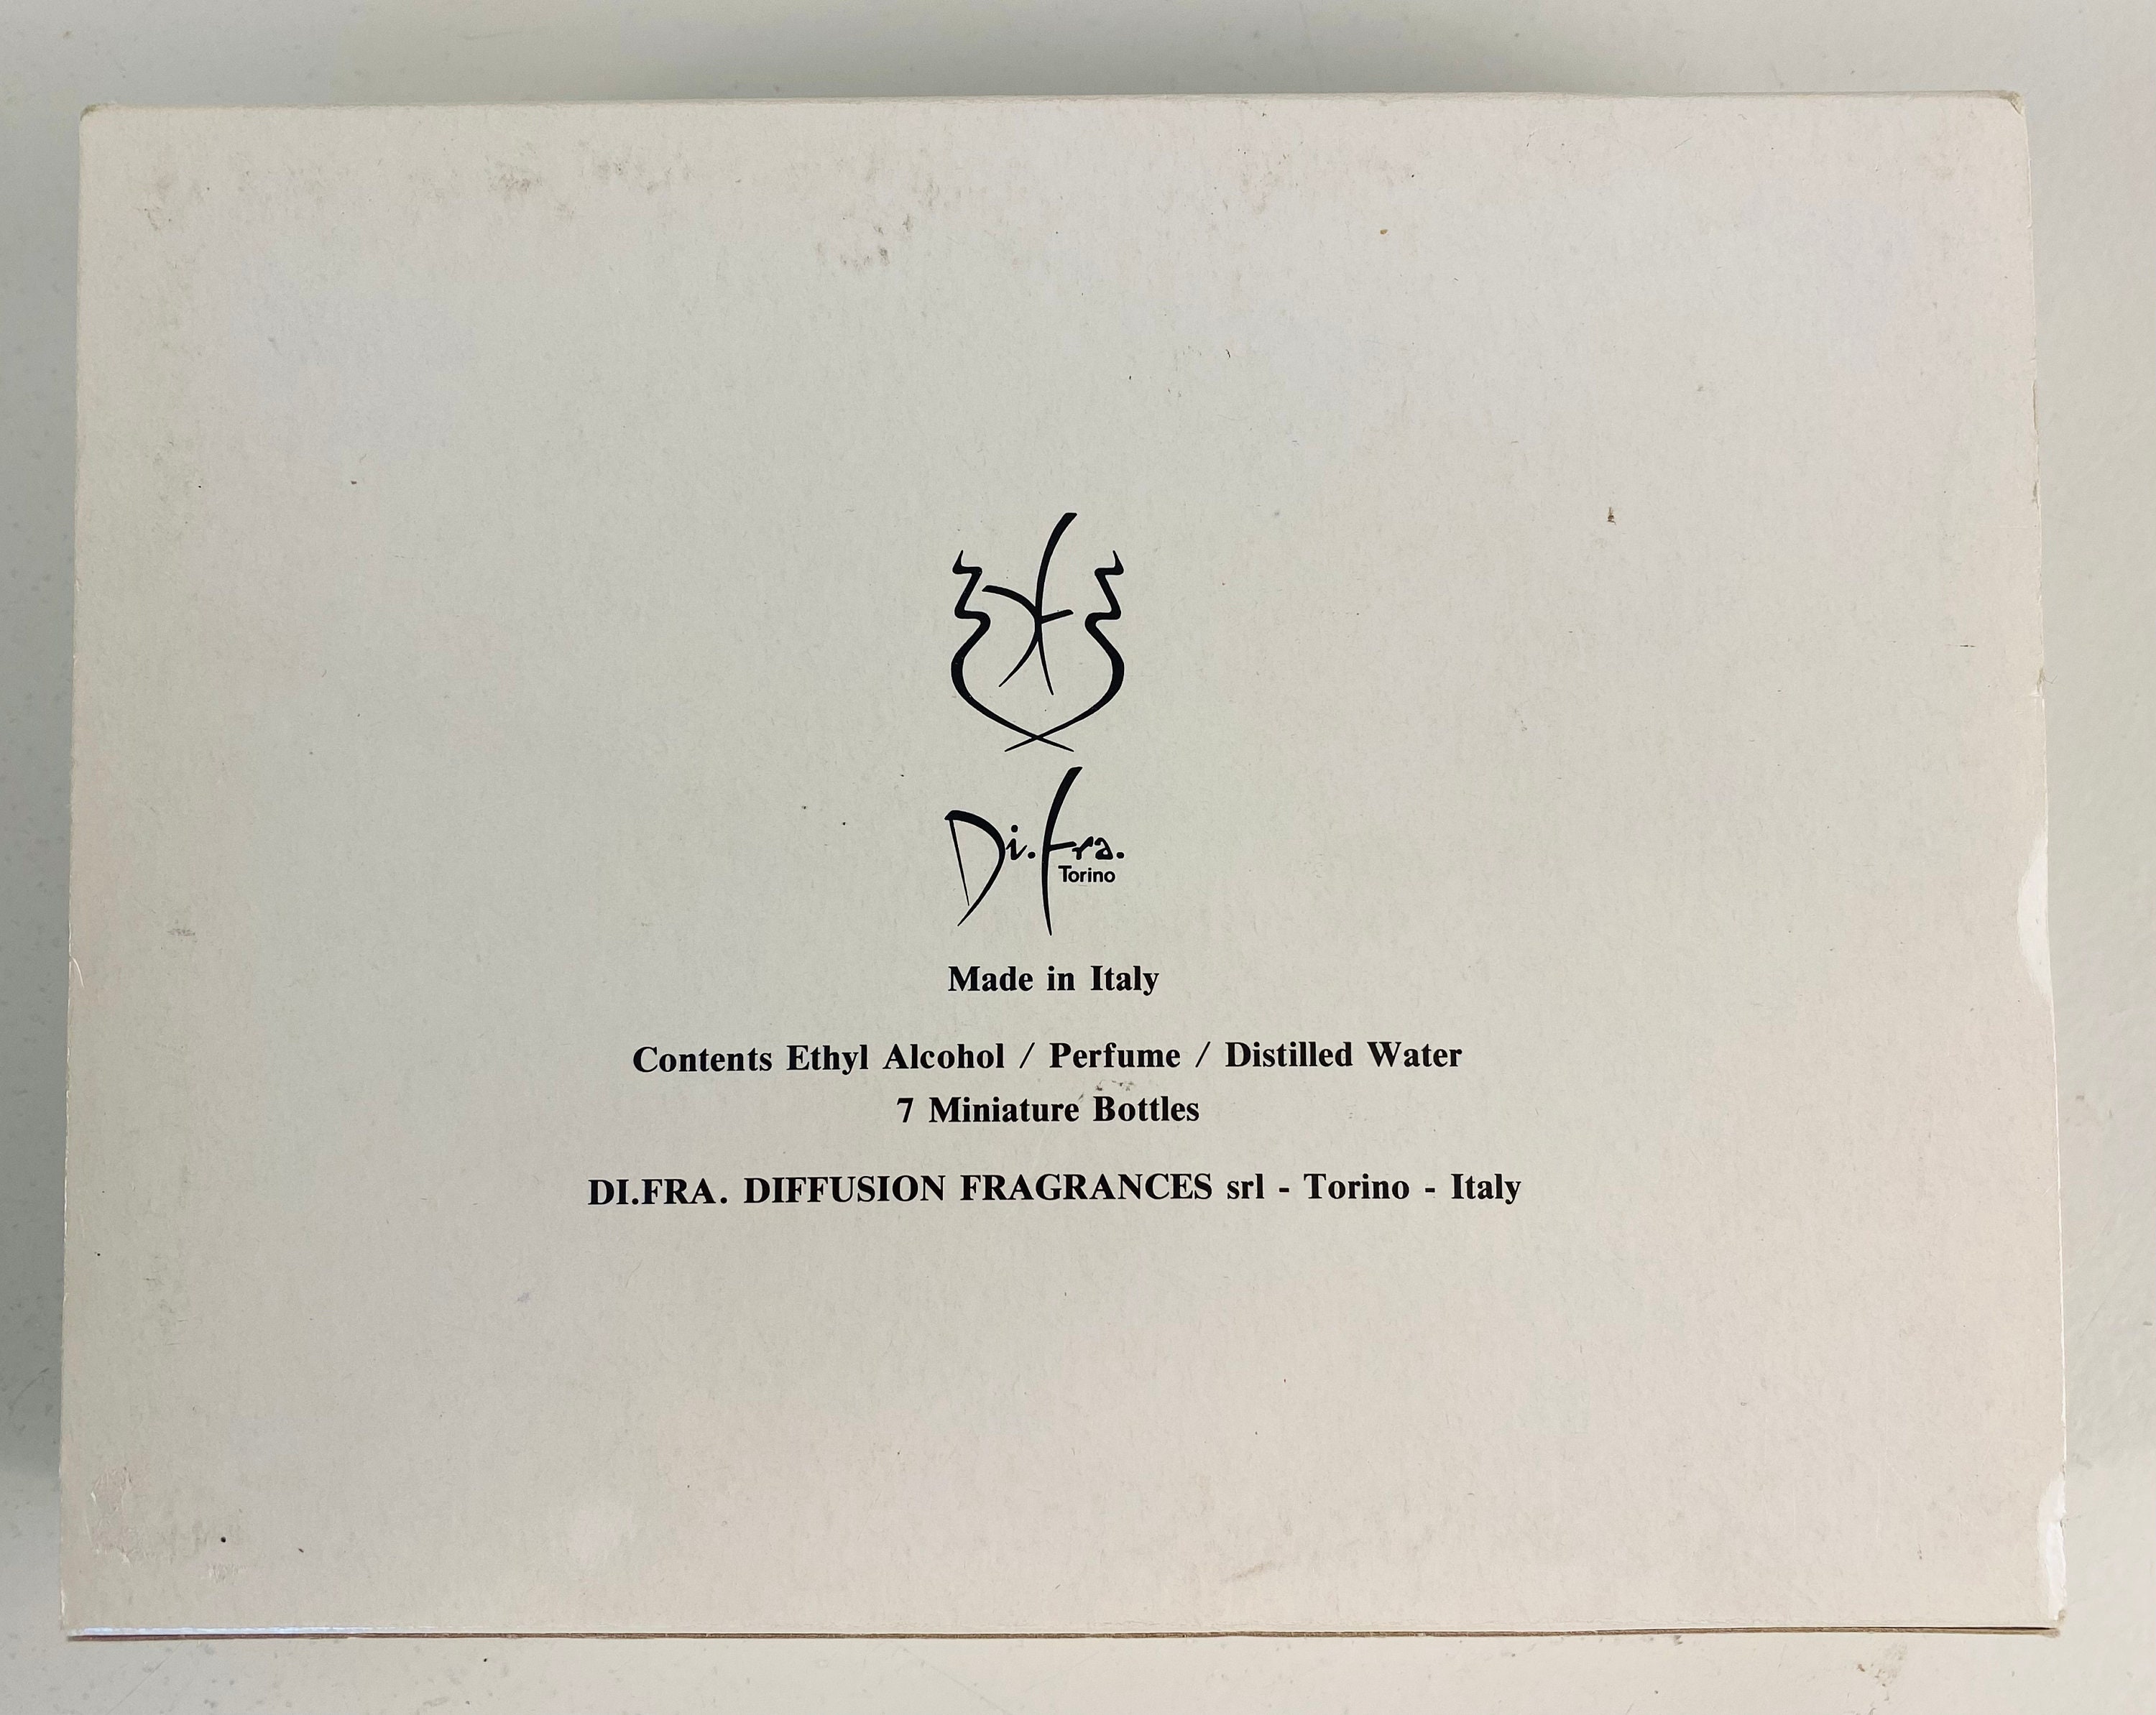 Di.Fra.
Torino
Made in Italy
Contents Ethyl Alcohol / Perfume / Distilled Water
7 Miniature Bottles
DI.FRA. DIFFUSION FRAGRANCES srl - Torino - Italy